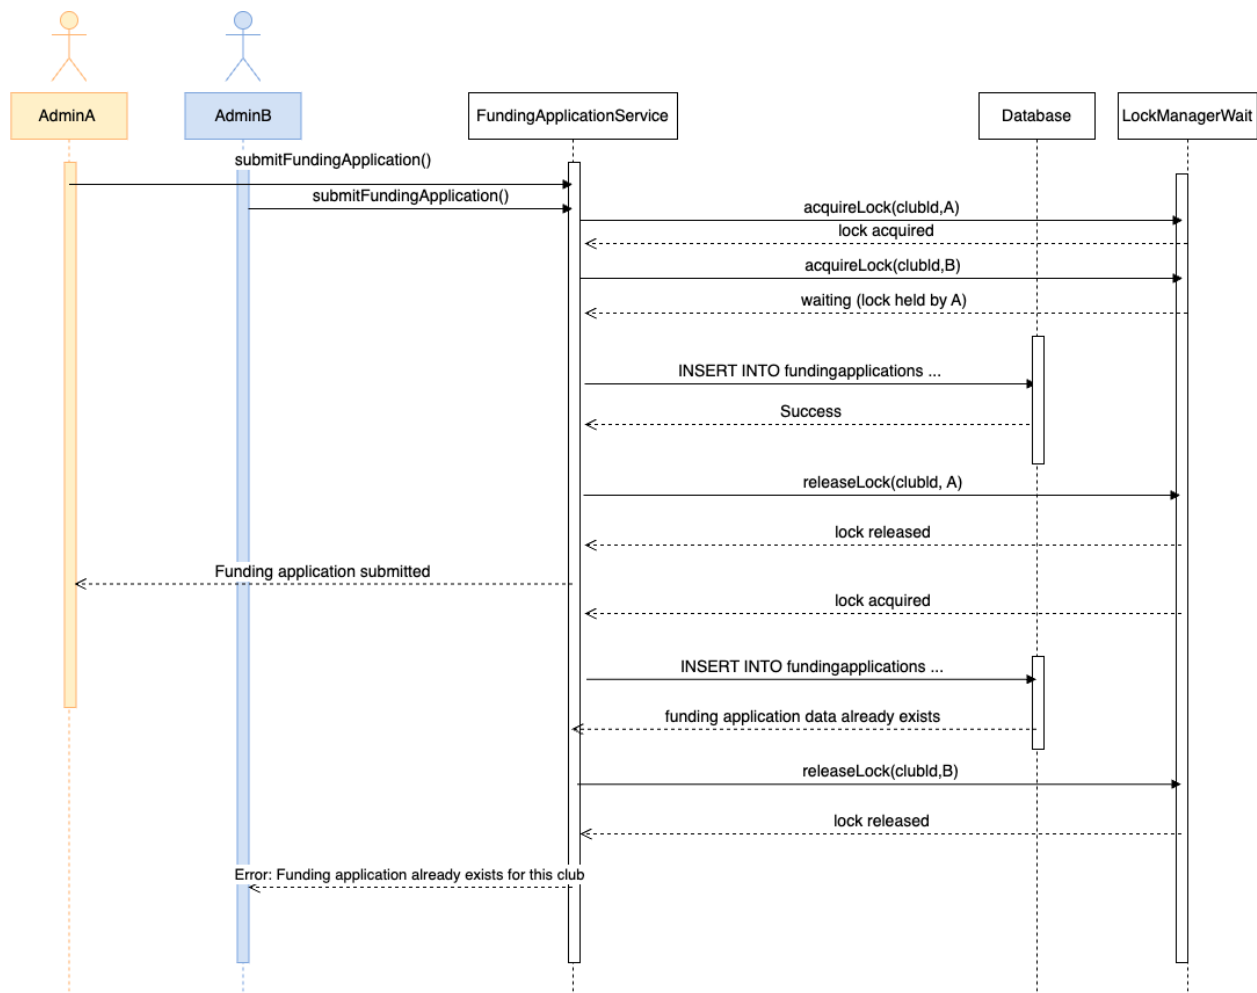 AdminA
AdminB
FundingApplicationService
Database
LockManagerWait
submitFundingApplication()
submitFundingApplication()
acquireLock(clubId,A)
lock acquired
acquireLock(clubId,B)
waiting (lock held by A)
INSERT INTO fundingapplications ...
Success
releaseLock(clubId, A)
lock released
Funding application submitted
lock acquired
INSERT INTO fundingapplications ...
funding application data already exists
releaseLock(clubId,B)
lock released
Error: Funding application already exists for this club